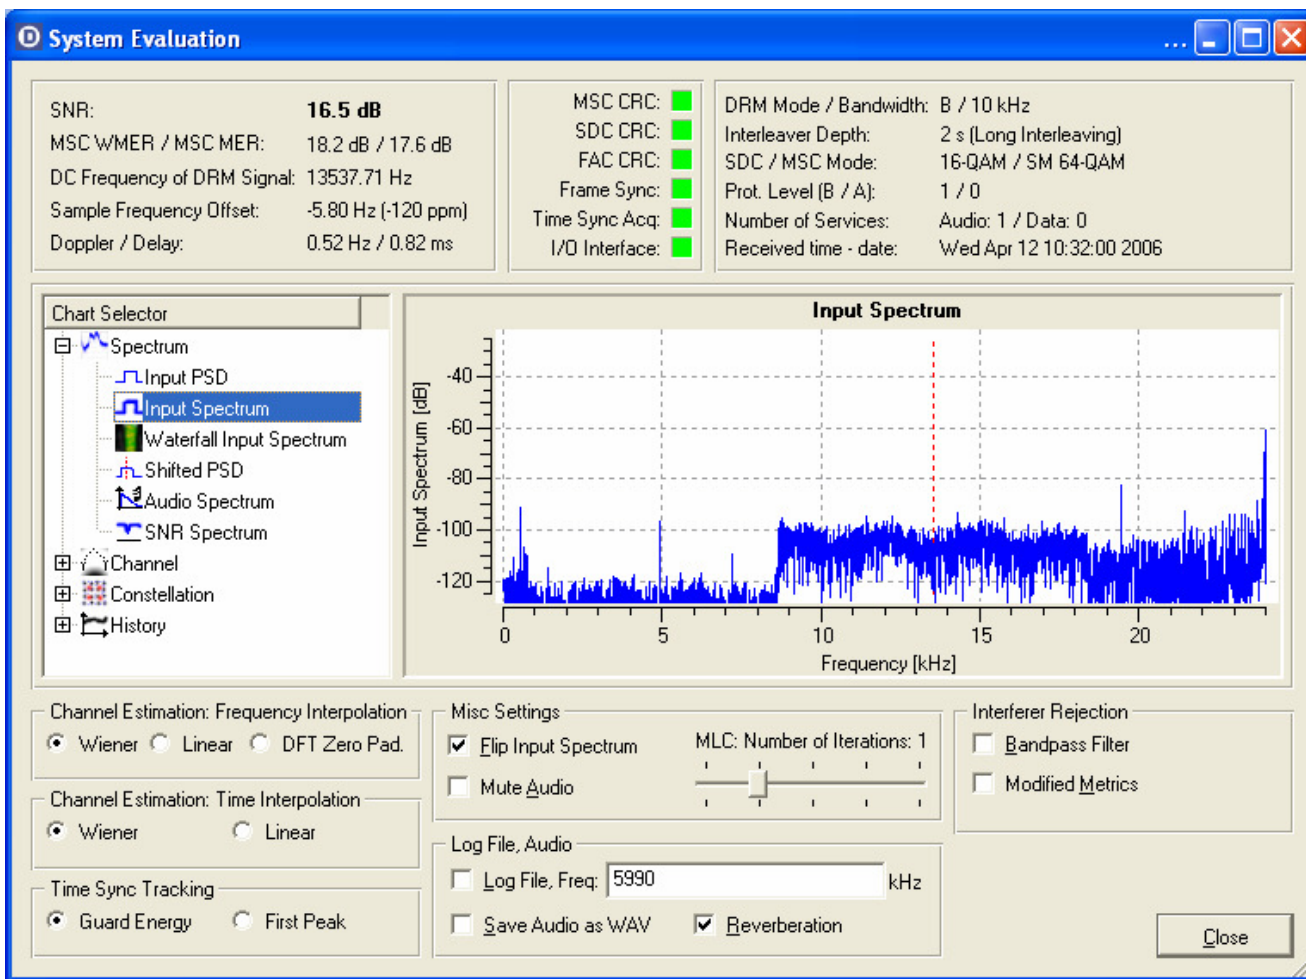 System Evaluation
...
SNR: 16.5 dB
MSC WMER / MSC MER: 18.2 dB / 17.6 dB
DC Frequency of DRM Signal: 13537.71 Hz
Sample Frequency Offset: -5.80 Hz (-120 ppm)
Doppler / Delay: 0.52 Hz / 0.82 ms
MSC CRC:
SDC CRC:
FAC CRC:
Frame Sync:
Time Sync Acq:
I/O Interface:
DRM Mode / Bandwidth: B / 10 kHz
Interleaver Depth: 2 s (Long Interleaving)
SDC / MSC Mode: 16-QAM / SM 64-QAM
Prot. Level (B / A): 1 / 0
Number of Services: Audio: 1 / Data: 0
Received time - date: Wed Apr 12 10:32:00 2006
Chart Selector
Spectrum
Input PSD
Input Spectrum
Waterfall Input Spectrum
Shifted PSD
Audio Spectrum
SNR Spectrum
Channel
Constellation
History
Input Spectrum
Input Spectrum [dB]
-40
-60
-80
-100
-120
0 5 10 15 20
Frequency [kHz]
Channel Estimation: Frequency Interpolation
Wiener Linear DFT Zero Pad.
Channel Estimation: Time Interpolation
Wiener Linear
Time Sync Tracking
Guard Energy First Peak
Misc Settings
Flip Input Spectrum MLC: Number of Iterations: 1
Mute Audio
Log File, Audio
Log File, Freq: 5990 kHz
Save Audio as WAV Reverberation
Interferer Rejection
Bandpass Filter
Modified Metrics
Close